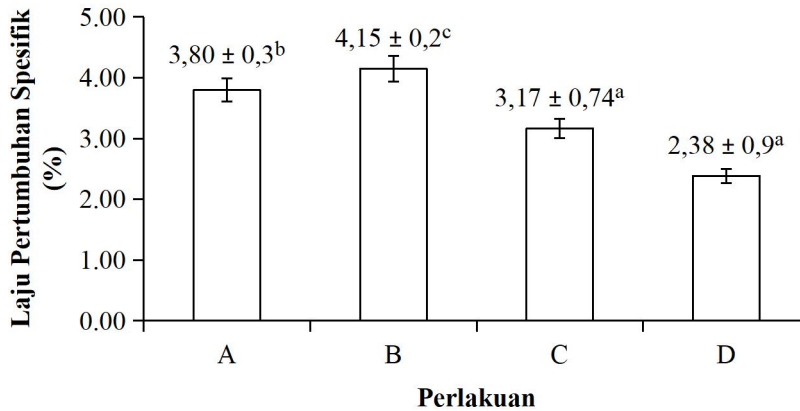 Laju Pertumbuhan Spesifik
(%)
5.00
4.00
3.00
2.00
1.00
0.00
3,80 ± 0,3ᵇ
4,15 ± 0,2ᶜ
3,17 ± 0,74ᵃ
2,38 ± 0,9ᵃ
A B C D
Perlakuan